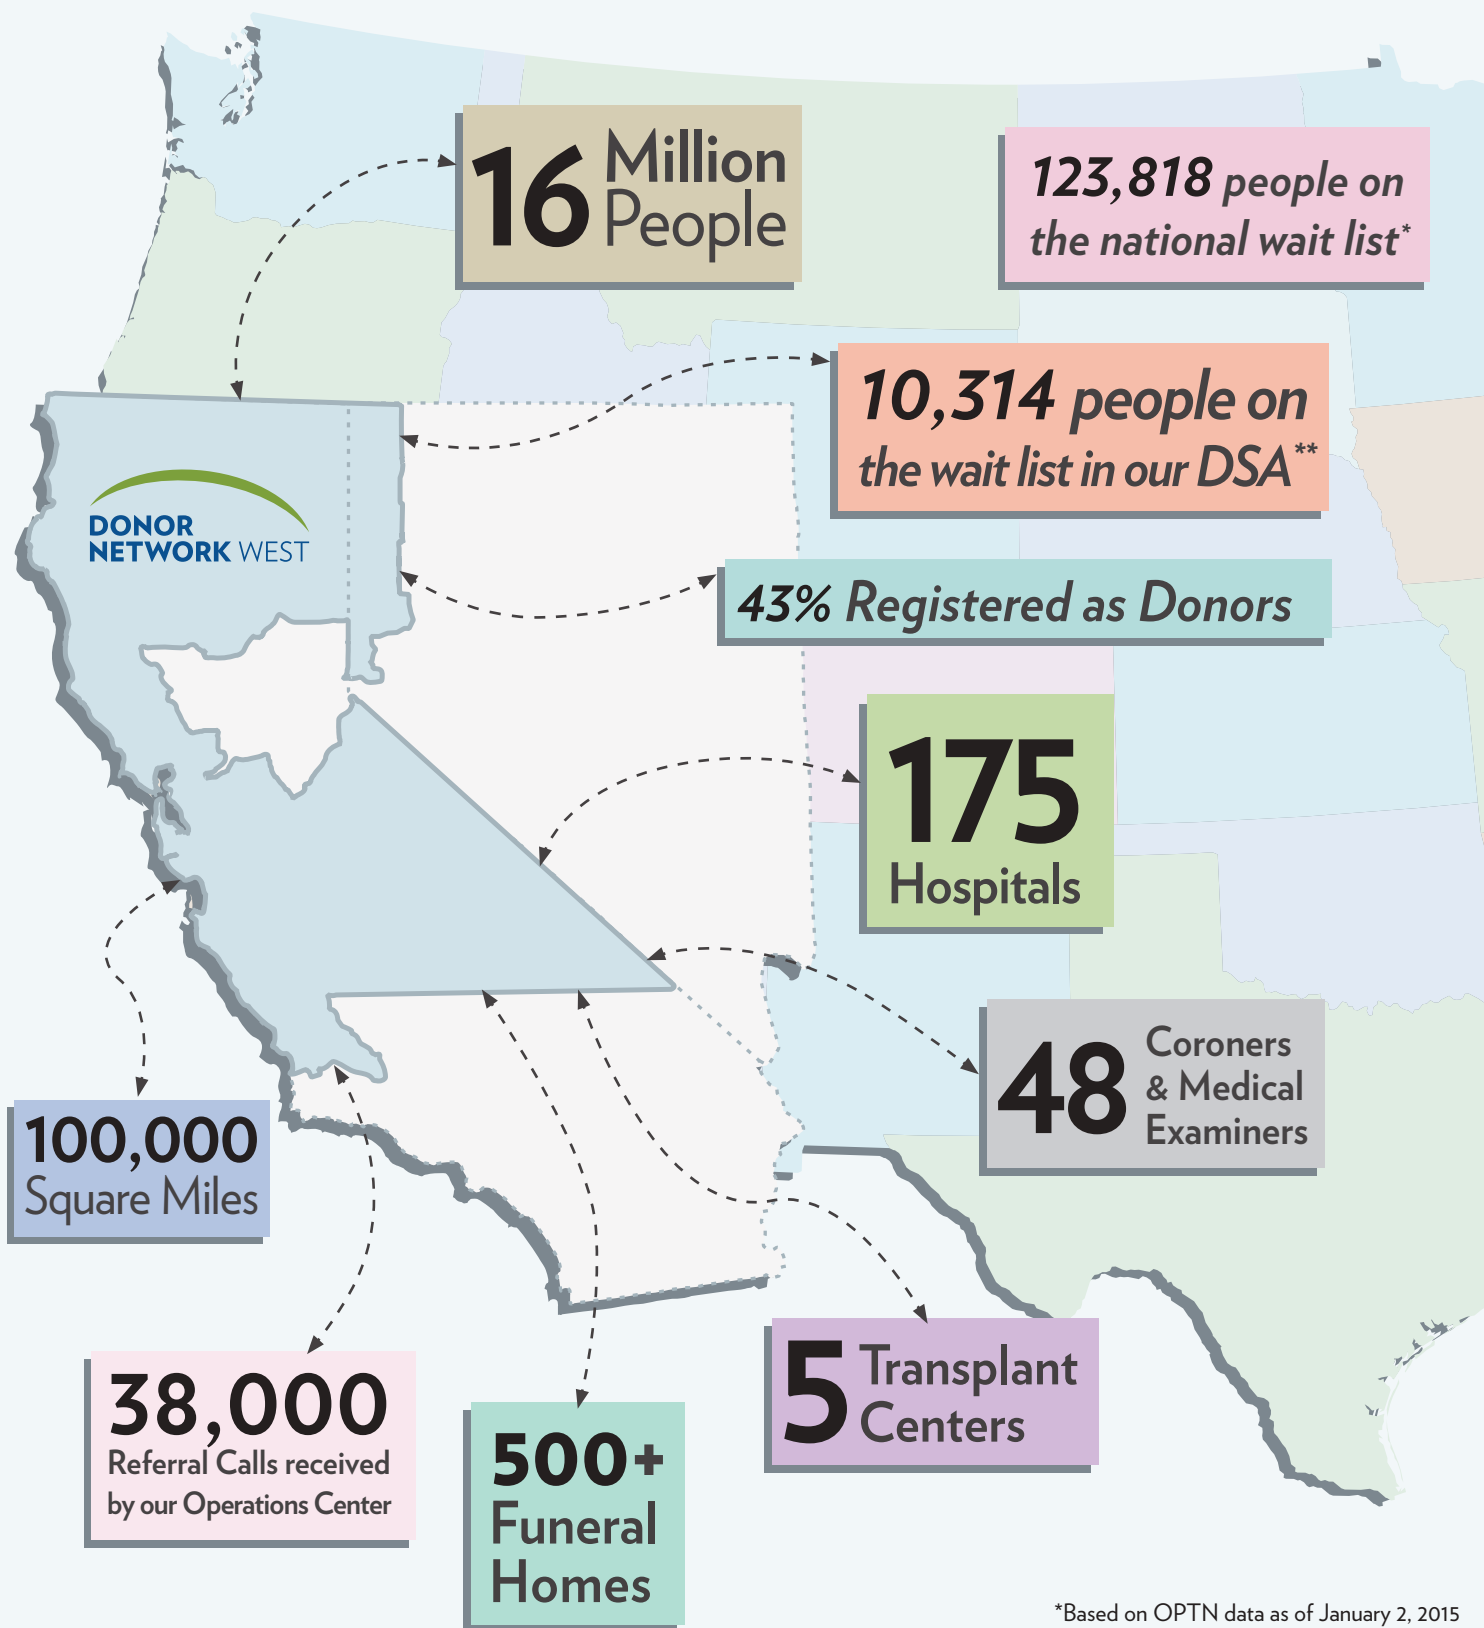 16 Million
People
123,818 people on
the national wait list*
10,314 people on
the wait list in our DSA**
DONOR
NETWORK WEST
43% Registered as Donors
175
Hospitals
48 Coroners
& Medical
Examiners
100,000
Square Miles
5 Transplant
Centers
38,000
Referral Calls received
by our Operations Center
500+
Funeral
Homes
*Based on OPTN data as of January 2, 2015